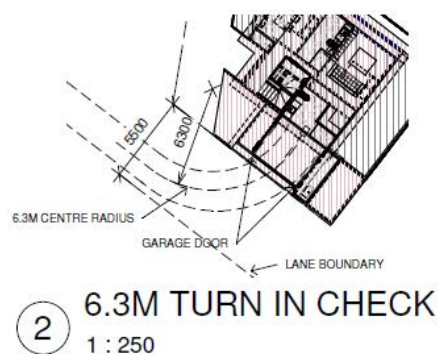 5500
6300
6.3M CENTRE RADIUS
GARAGE DOOR
LANE BOUNDARY
2
6.3M TURN IN CHECK
1 : 250